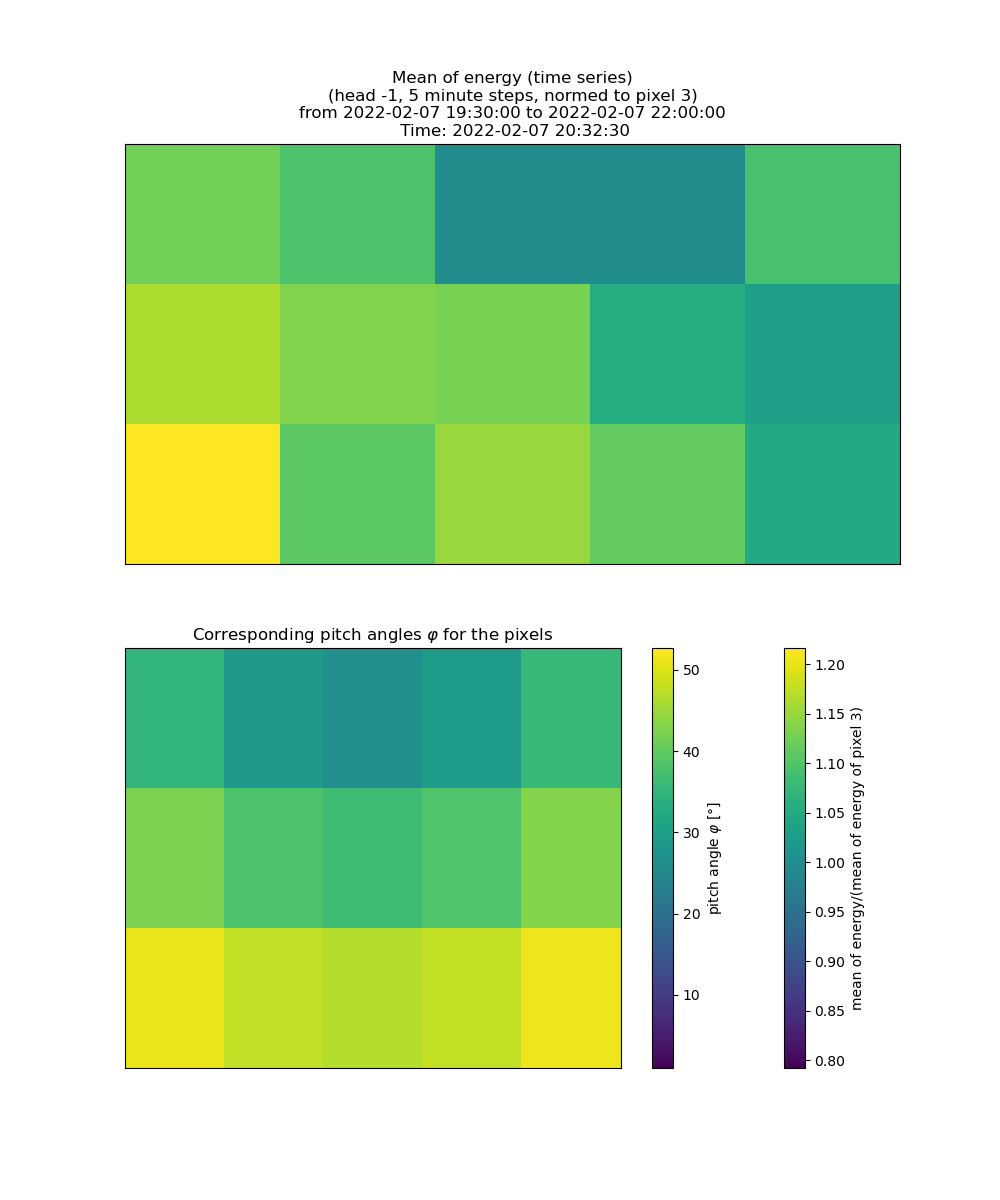 Mean of energy (time series)
(head -1, 5 minute steps, normed to pixel 3)
from 2022-02-07 19:30:00 to 2022-02-07 22:00:00
Time: 2022-02-07 20:32:30
Corresponding pitch angles φ for the pixels
50
40
30
20
10
pitch angle φ [°]
1.20
1.15
1.10
1.05
1.00
0.95
0.90
0.85
0.80
mean of energy/(mean of energy of pixel 3)